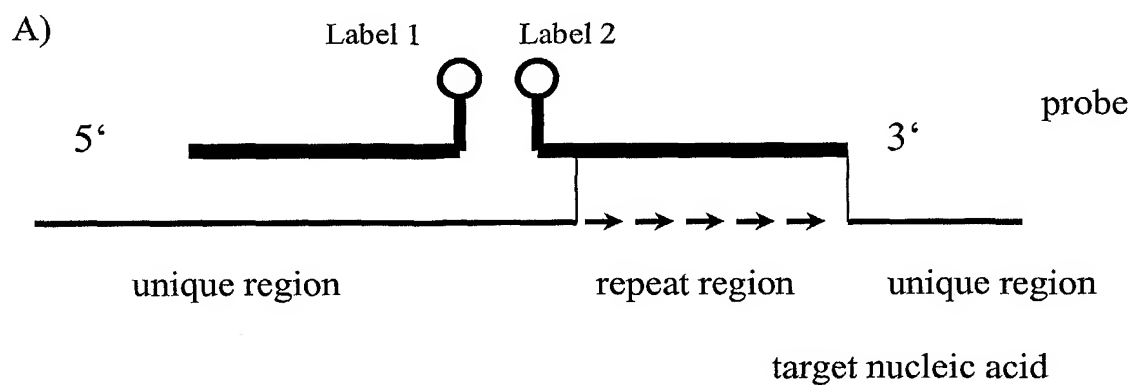 A)
Label 1 Label 2
probe
5‘ 3‘
unique region repeat region unique region
target nucleic acid